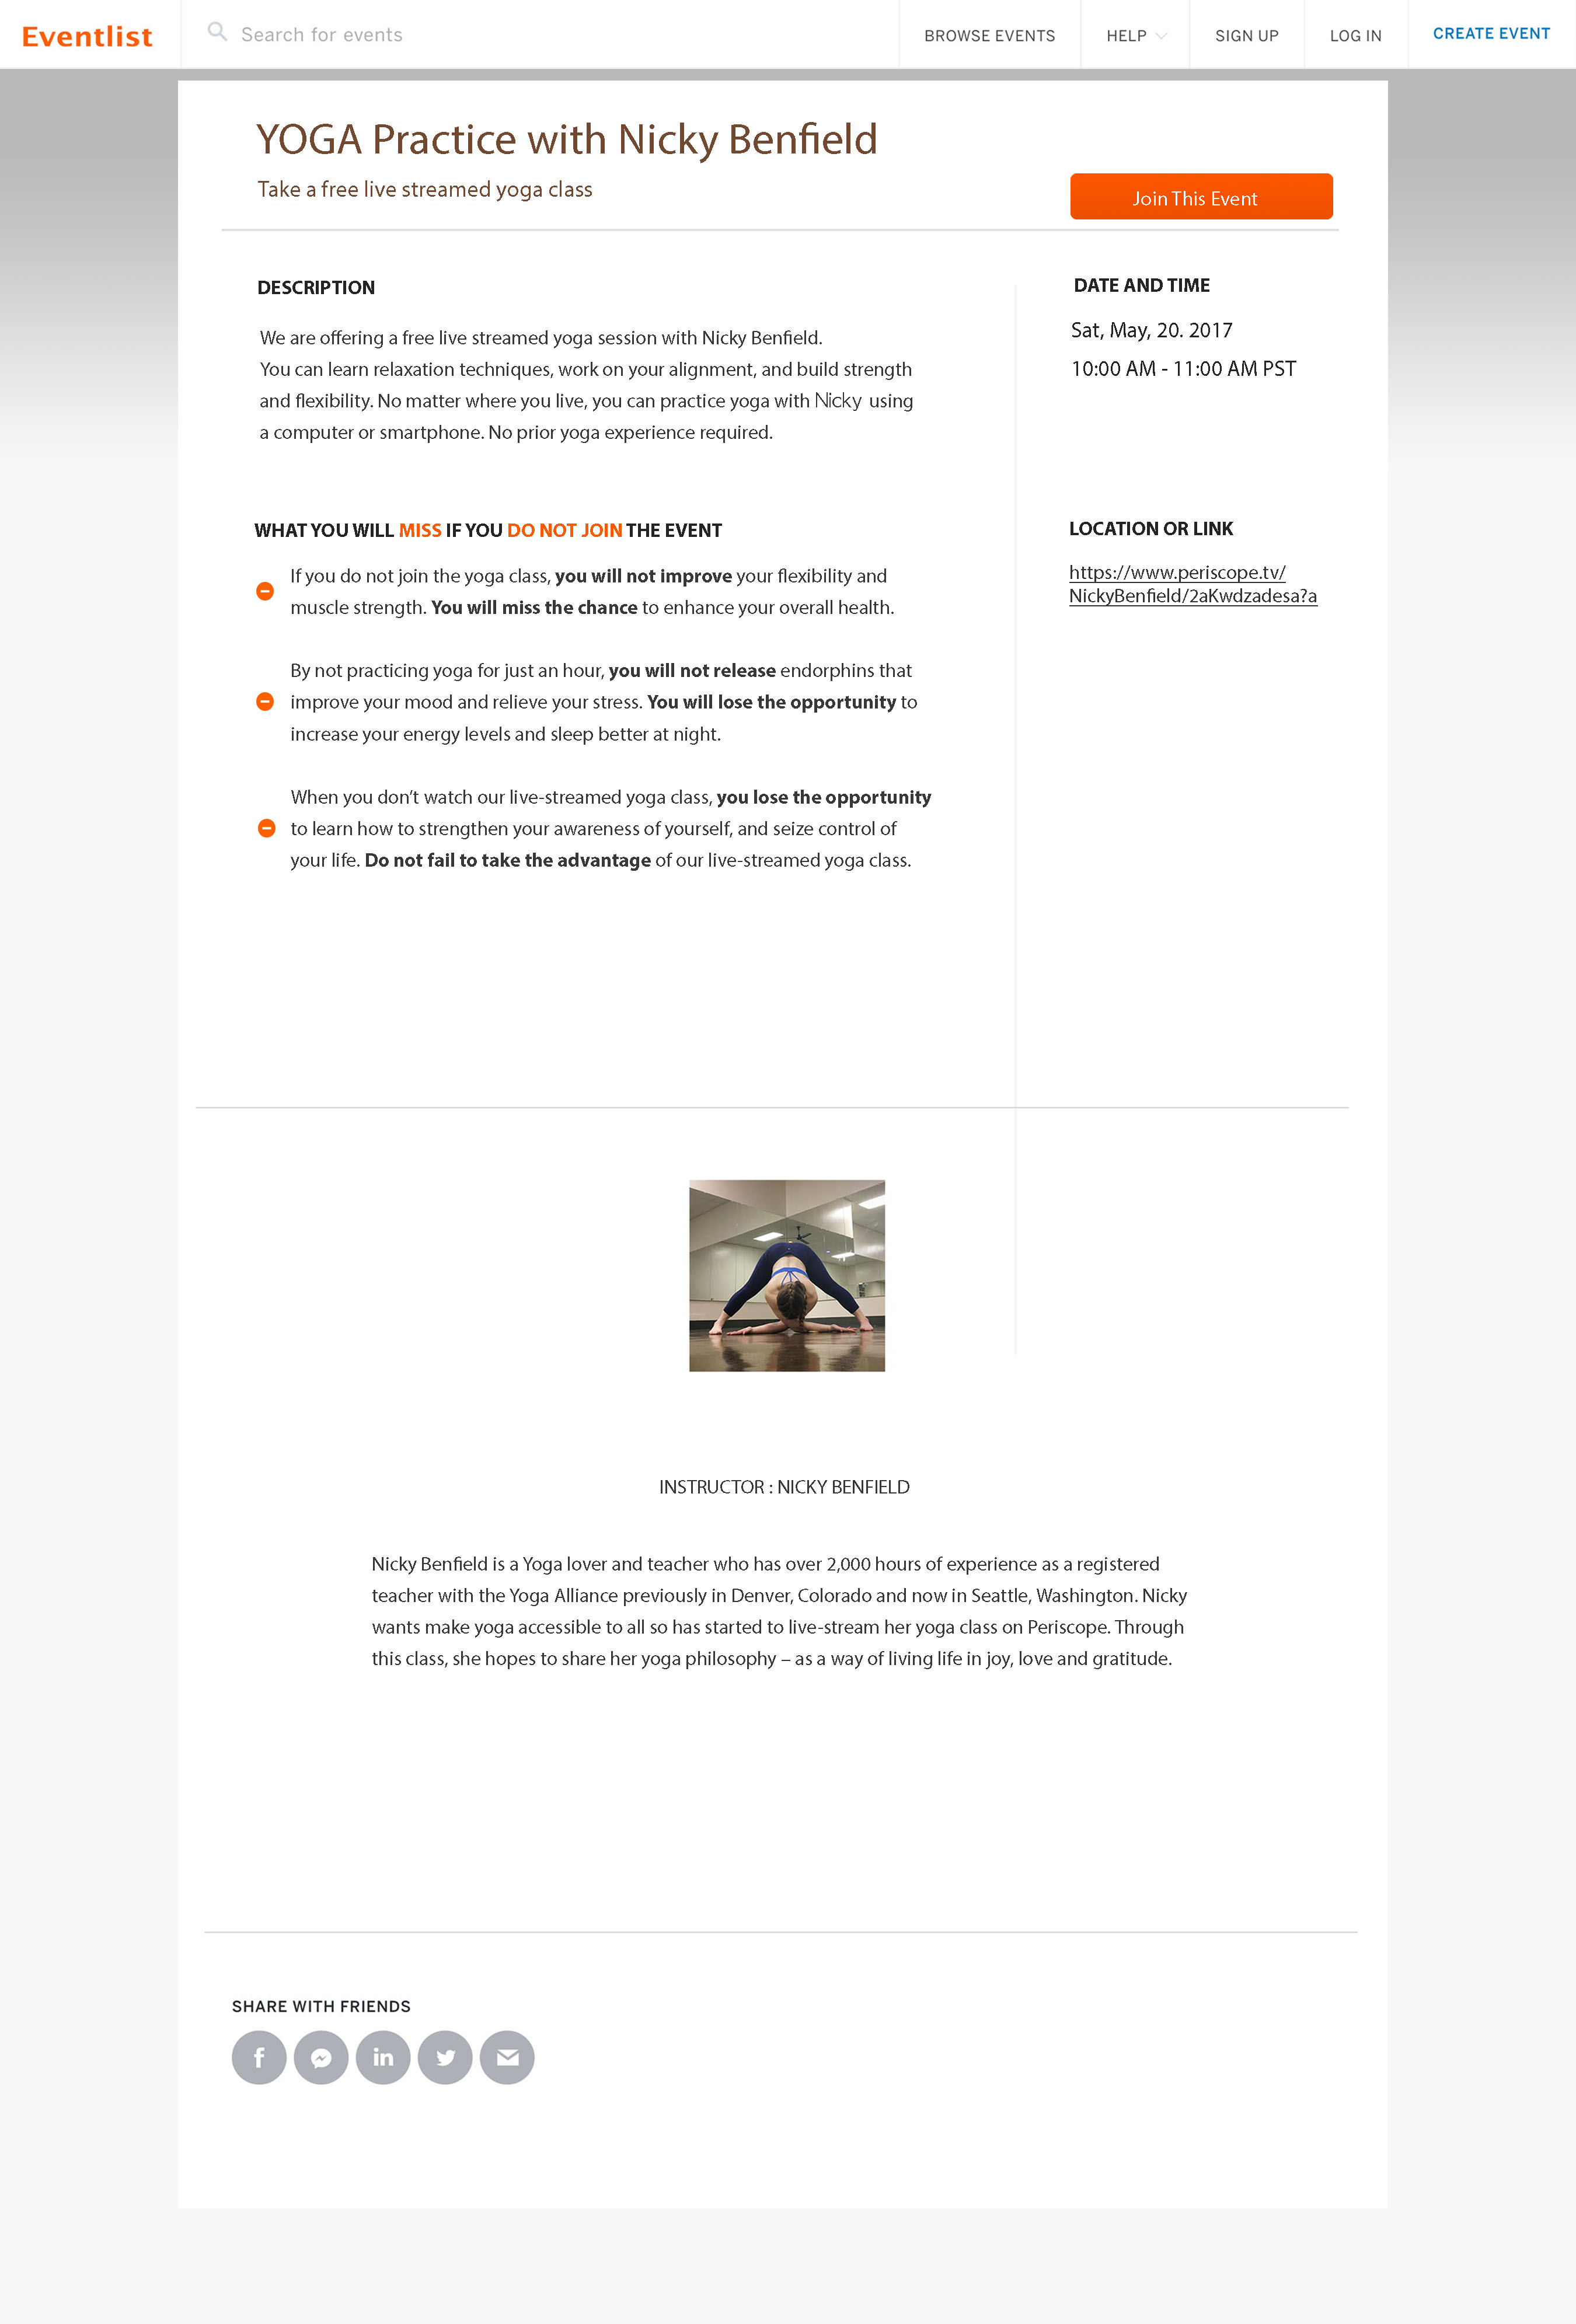 Eventlist
Search for events
BROWSE EVENTS
HELP
SIGN UP
LOG IN
CREATE EVENT
YOGA Practice with Nicky Benfield
Take a free live streamed yoga class
Join This Event
DESCRIPTION
We are offering a free live streamed yoga session with Nicky Benfield.
You can learn relaxation techniques, work on your alignment, and build strength
and flexibility. No matter where you live, you can practice yoga with Nicky using
a computer or smartphone. No prior yoga experience required.
DATE AND TIME
Sat, May, 20. 2017
10:00 AM - 11:00 AM PST
WHAT YOU WILL MISS IF YOU DO NOT JOIN THE EVENT
If you do not join the yoga class, you will not improve your flexibility and
muscle strength. You will miss the chance to enhance your overall health.
By not practicing yoga for just an hour, you will not release endorphins that
improve your mood and relieve your stress. You will lose the opportunity to
increase your energy levels and sleep better at night.
When you don’t watch our live-streamed yoga class, you lose the opportunity
to learn how to strengthen your awareness of yourself, and seize control of
your life. Do not fail to take the advantage of our live-streamed yoga class.
LOCATION OR LINK
https://www.periscope.tv/
NickyBenfield/2aKwdzadesa?a
INSTRUCTOR : NICKY BENFIELD
Nicky Benfield is a Yoga lover and teacher who has over 2,000 hours of experience as a registered
teacher with the Yoga Alliance previously in Denver, Colorado and now in Seattle, Washington. Nicky
wants make yoga accessible to all so has started to live-stream her yoga class on Periscope. Through
this class, she hopes to share her yoga philosophy – as a way of living life in joy, love and gratitude.
SHARE WITH FRIENDS